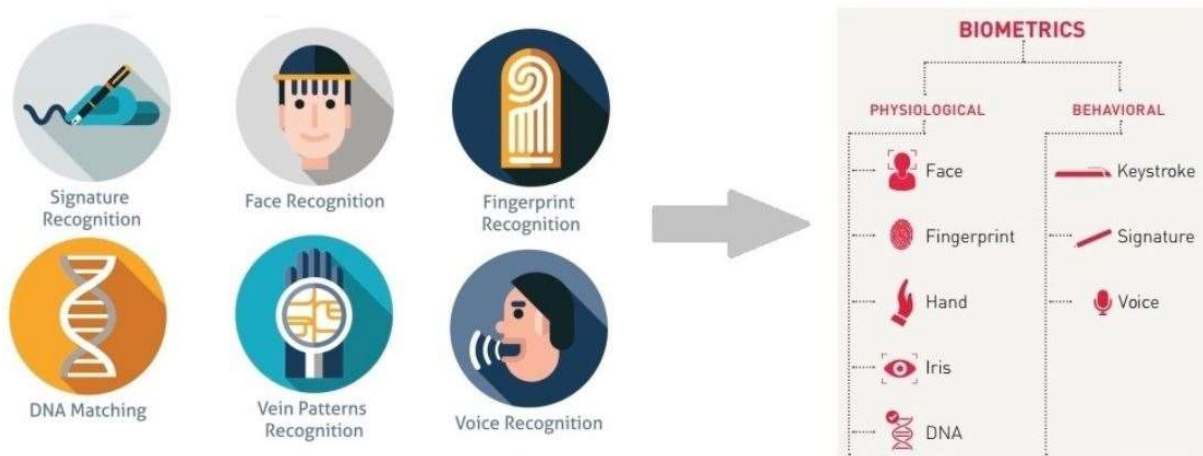 Signature
Recognition
Face Recognition
Fingerprint
Recognition
DNA Matching
Vein Patterns
Recognition
Voice Recognition
BIOMETRICS
PHYSIOLOGICAL
BEHAVIORAL
Face
Keystroke
Fingerprint
Signature
Hand
Voice
Iris
DNA